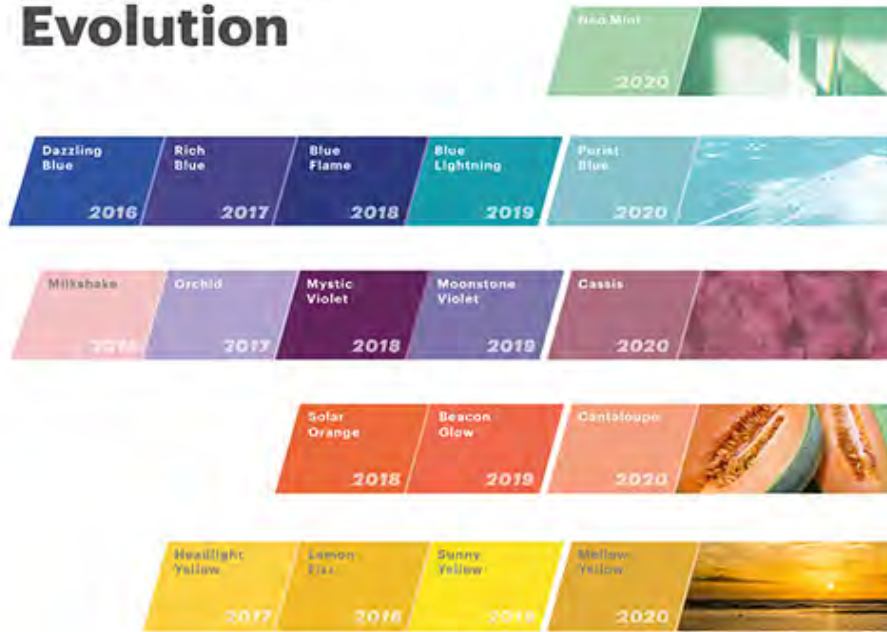 Evolution
Neo Mint
2020
Dazzling
Blue
2016
Rich
Blue
2017
Blue
Flame
2018
Blue
Lightning
2019
Purist
Blue
2020
Milkshake
2016
Orchid
2017
Mystic
Violet
2018
Moonstone
Violet
2019
Cassis
2020
Solar
Orange
2018
Beacon
Glow
2019
Cantaloupe
2020
Headlight
Yellow
2017
Lemon
2018
Sunny
Yellow
2019
Mellow
Yellow
2020